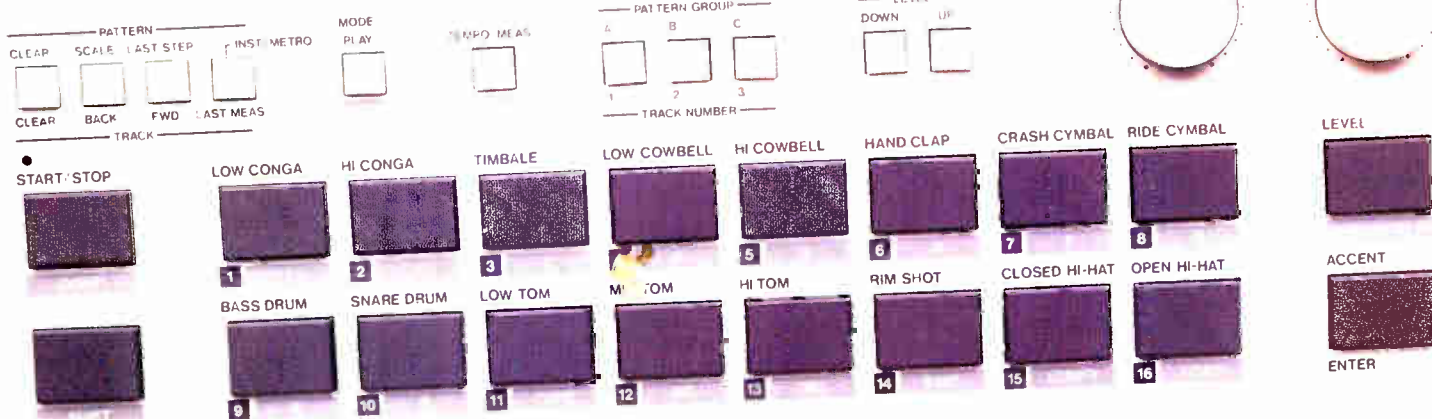 PATTERN
CLEAR SCALE LAST STEP INST METRO
CLEAR BACK FWD LAST MEAS
TRACK
MODE
PLAY
TEMPO MEAS
PATTERN GROUP
A B C
1 2 3
TRACK NUMBER
DOWN UP
START/STOP
LOW CONGA HI CONGA TIMBALE LOW COWBELL HI COWBELL HAND CLAP CRASH CYMBAL RIDE CYMBAL LEVEL
1 2 3 5 6 7 8
BASS DRUM SNARE DRUM LOW TOM TOM HI TOM RIM SHOT CLOSED HI-HAT OPEN HI-HAT ACCENT
9 10 11 12 13 14 15 16 ENTER